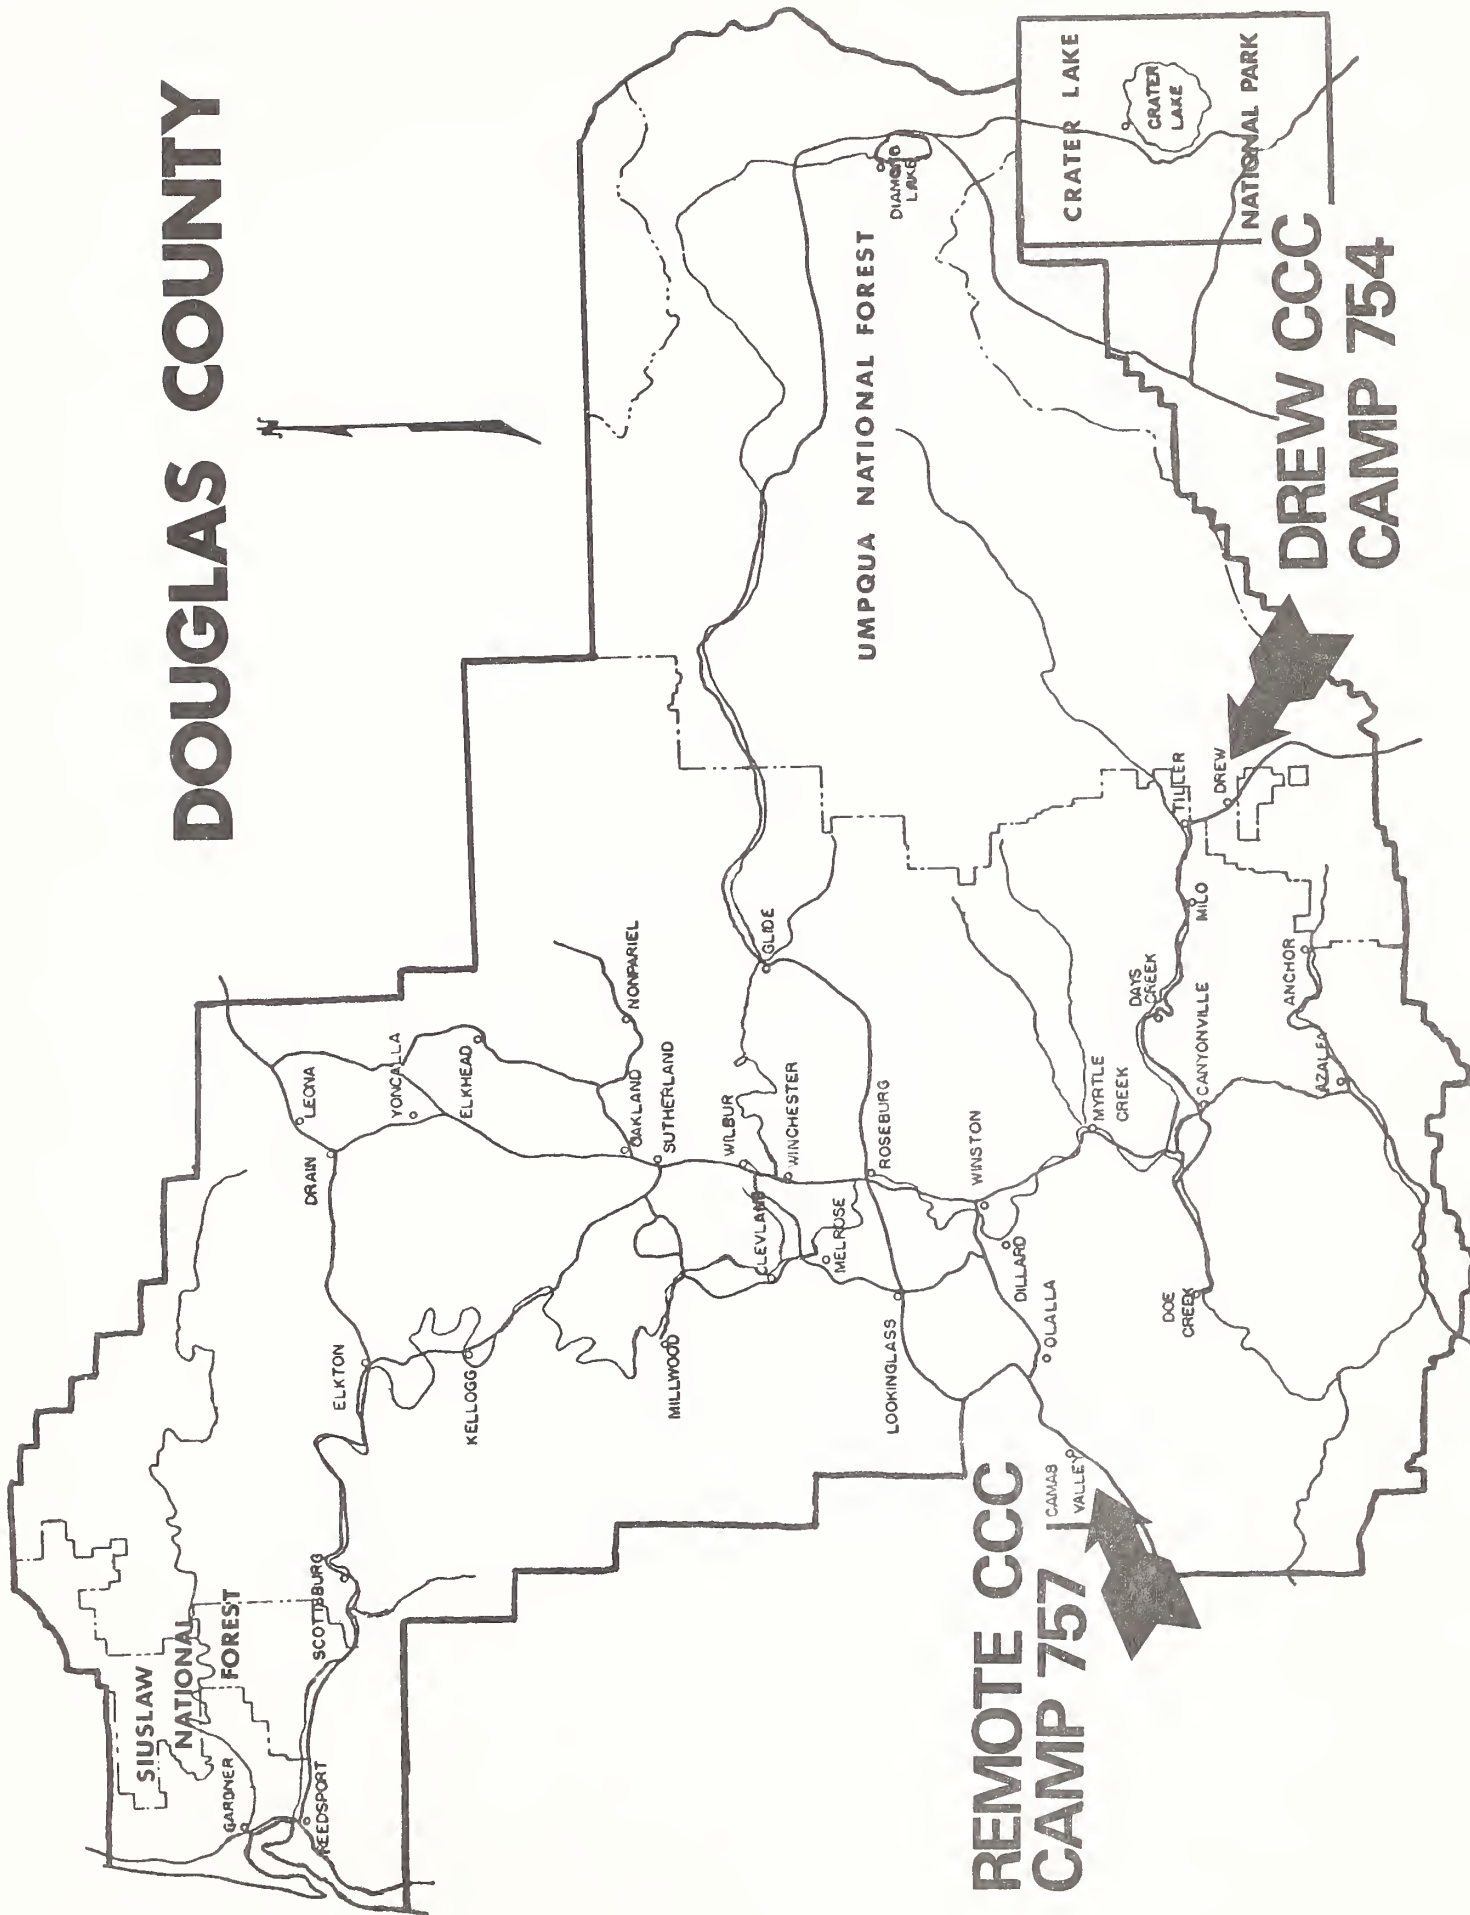 DOUGLAS COUNTY
N
SIUSLAW
NATIONAL
FOREST
GARDNER
REEDSPORT
SCOTTSBURG
ELKTON
DRAIN
LEONA
YONCALLA
ELKHEAD
KELLOGG
NONPARIEL
OAKLAND
SUTHERLAND
MILLWOOD
WILBUR
WINCHESTER
CLEVLAND
MELROSE
GLIDE
ROSEBURG
LOOKINGLASS
WINSTON
DILLARD
OLALLA
CAMAS
VALLEY
MYRTLE
CREEK
DAYS
CREEK
CANYONVILLE
DOE
CREEK
MILO
TILLER
DREW
ANCHOR
AZALEA
UMPQUA NATIONAL FOREST
DIAMOND
LAKE
CRATER LAKE
CRATER
LAKE
NATIONAL PARK
REMOTE CCC
CAMP 757
DREW CCC
CAMP 754